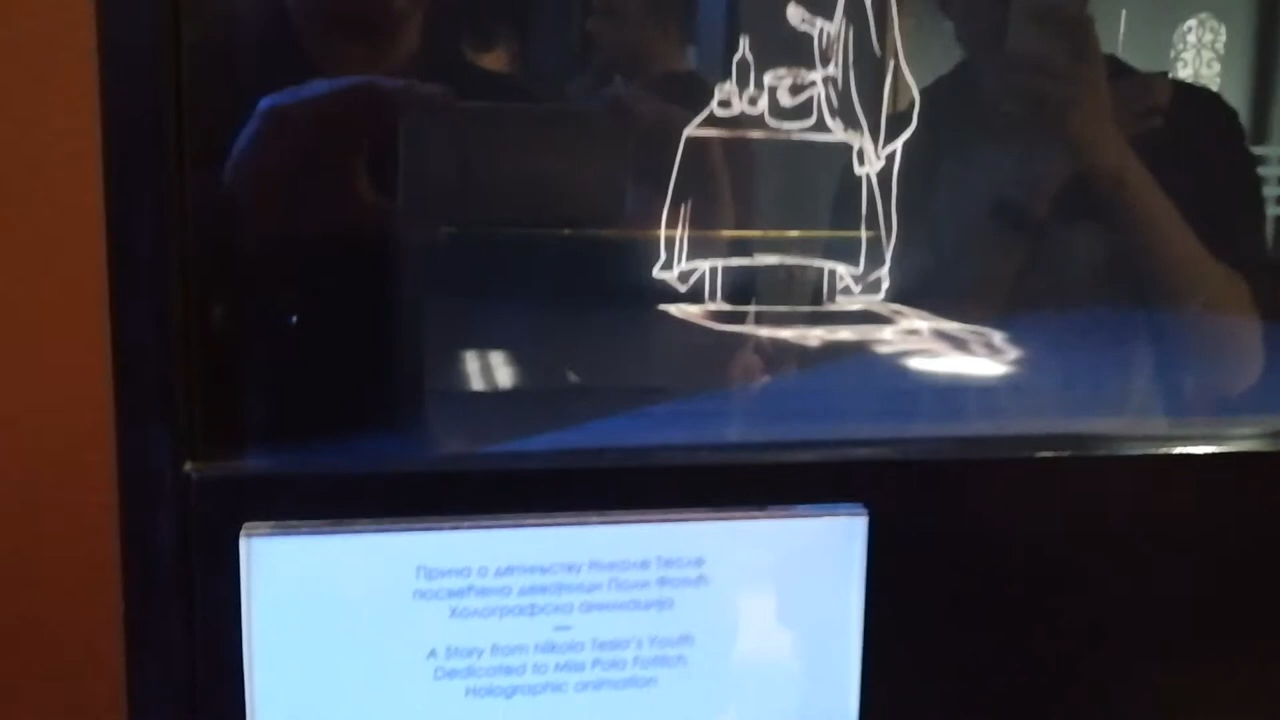 Прича о детињству Николе Тесле
посвећена девојчици Поли Фотић
Холографска анимација
—
A Story from Nikola Tesla's Youth
Dedicated to Miss Pola Fotitch
Holographic animation